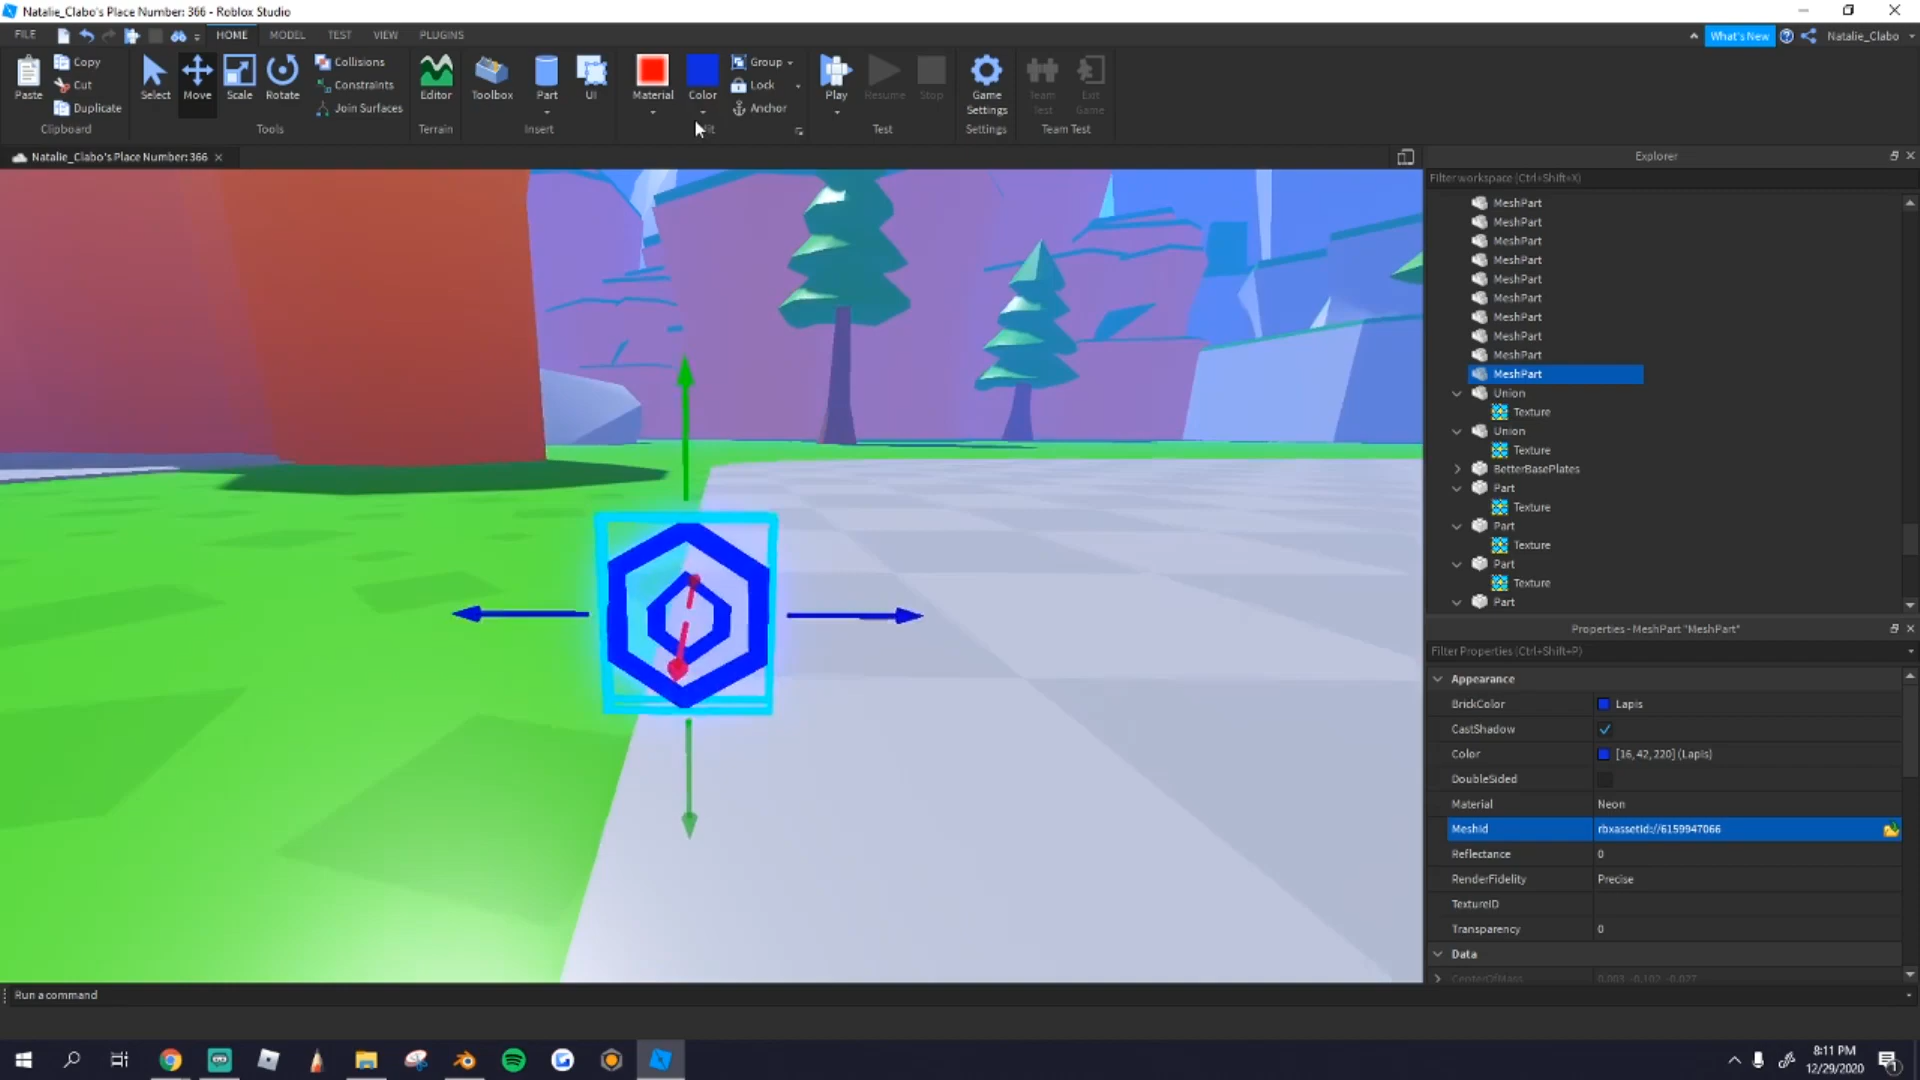 Natalie_Clabo's Place Number: 366 - Roblox Studio
FILE HOME MODEL TEST VIEW PLUGINS What's New Natalie_Clabo
Paste Copy Cut Duplicate Clipboard
Select Move Scale Rotate Collisions Constraints Join Surfaces Tools
Editor Terrain
Toolbox Part UI Insert
Material Color Group Lock Anchor
Play Resume Stop Test
Game Settings Settings
Team Test Exit Game Team Test
Natalie_Clabo's Place Number: 366
Explorer
Filter workspace (Ctrl+Shift+X)
MeshPart
MeshPart
MeshPart
MeshPart
MeshPart
MeshPart
MeshPart
MeshPart
MeshPart
MeshPart
Union
Texture
Union
Texture
BetterBasePlates
Part
Texture
Part
Texture
Part
Texture
Part
Properties - MeshPart "MeshPart"
Filter Properties (Ctrl+Shift+P)
Appearance
BrickColor Lapis
CastShadow
Color [16, 42, 220] (Lapis)
DoubleSided
Material Neon
MeshId rbxassetid://6159947066
Reflectance 0
RenderFidelity Precise
TextureID
Transparency 0
Data
CenterOfMass
Run a command
8:11 PM
12/29/2020
1